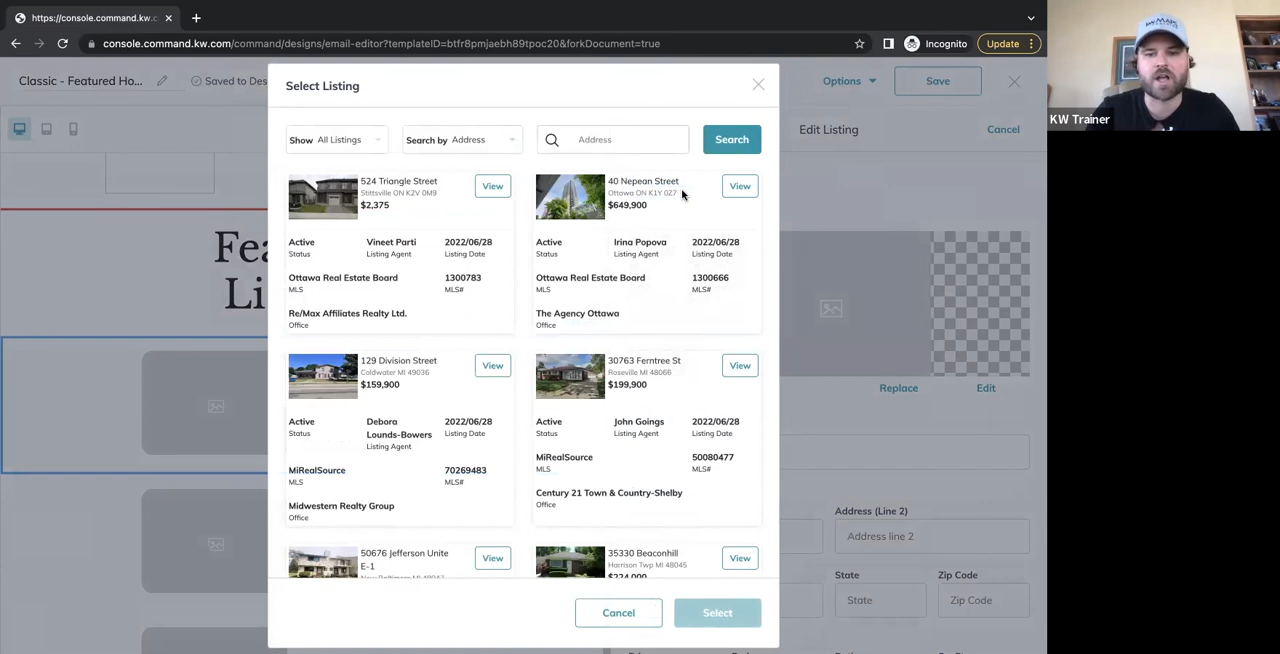 https://console.command.kw.c
console.command.kw.com/command/designs/email-editor?templateID=btfr8pmjaebh89tpoc20&forkDocument=true
Incognito
Update
Classic - Featured Ho...
Saved to Des
Options
Save
Edit Listing
Cancel
KW Trainer
Select Listing
Show All Listings
Search by Address
Address
Search
524 Triangle Street
Stittsville ON K2V 0M9
$2,375
View
Active
Status
Vineet Parti
Listing Agent
2022/06/28
Listing Date
Ottawa Real Estate Board
MLS
1300783
MLS#
Re/Max Affiliates Realty Ltd.
Office
40 Nepean Street
Ottawa ON K1Y 0Z7
$649,900
View
Active
Status
Irina Popova
Listing Agent
2022/06/28
Listing Date
Ottawa Real Estate Board
MLS
1300666
MLS#
The Agency Ottawa
Office
129 Division Street
Coldwater MI 49036
$159,900
View
Active
Status
Debora
Lounds-Bowers
Listing Agent
2022/06/28
Listing Date
MiRealSource
MLS
70269483
MLS#
Midwestern Realty Group
Office
30763 Ferntree St
Roseville MI 48066
$199,900
View
Active
Status
John Goings
Listing Agent
2022/06/28
Listing Date
MiRealSource
MLS
50080477
MLS#
Century 21 Town & Country-Shelby
Office
50676 Jefferson Unite
E-1
New Baltimore MI 48047
View
35330 Beaconhill
Harrison Twp MI 48045
$224,000
View
Cancel
Select
Fea
Li
Replace
Edit
Address (Line 2)
Address line 2
State
Zip Code
State
Zip Code